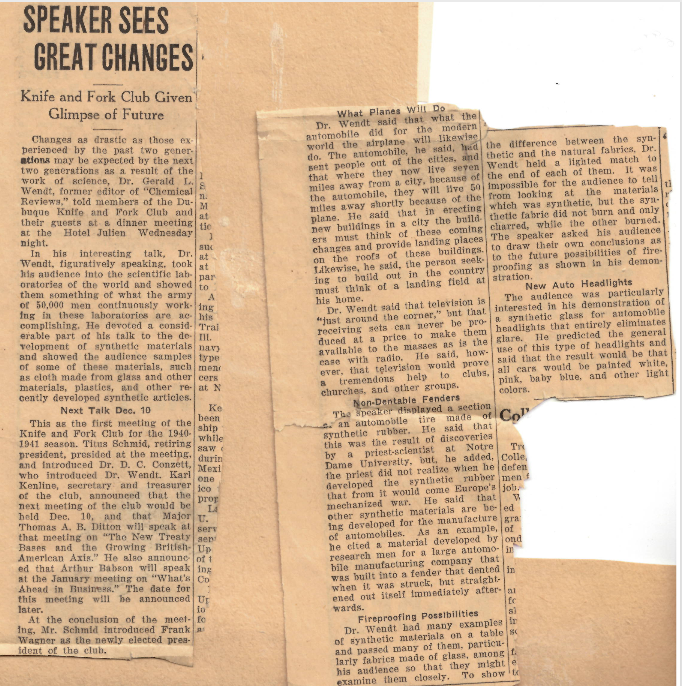 SPEAKER SEES
GREAT CHANGES
Knife and Fork Club Given
Glimpse of Future
Changes as drastic as those ex-
perienced by the past two gener-
ations may be expected by the next
two generations as a result of the
work of science, Dr. Gerald L.
Wendt, former editor of "Chemical
Reviews," told members of the Du-
buque Knife and Fork Club and
their guests at a dinner meeting
at the Hotel Julien Wednesday
night.
In his interesting talk, Dr.
Wendt, figuratively speaking, took
his audience into the scientific lab-
oratories of the world and showed
them something of what the army
of 50,000 men continuously work-
ing in these laboratories are ac-
complishing. He devoted a consid-
erable part of his talk to the de-
velopment of synthetic materials
and showed the audience samples
of some of these materials, such
as cloth made from glass and other
materials, plastics, and other re-
cently developed synthetic articles.
Next Talk Dec. 10
This as the first meeting of the
Knife and Fork Club for the 1940-
1941 season. Titus Schmid, retiring
president, presided at the meeting,
and introduced Dr. D. C. Conzett,
who introduced Dr. Wendt. Karl
Kenline, secretary and treasurer
of the club, announced that the
next meeting of the club would be
held Dec. 10, and that Major
Thomas A. B. Ditton will speak at
that meeting on "The New Treaty
Bases and the Growing British-
American Axis." He also announc-
ed that Arthur Babson will speak
at the January meeting on "What's
Ahead in Business." The date for
this meeting will be announced
later.
At the conclusion of the meet-
ing, Mr. Schmid introduced Frank
Wagner as the newly elected pres-
ident of the club.
What Planes Will Do
Dr. Wendt said that what the
automobile did for the modern
world the airplane will likewise
do. The automobile, he said, had
sent people out of the cities, and
that where they now live seven
miles away from a city, because of
the automobile, they will live 50
miles away shortly because of the
plane. He said that in erecting
new buildings in a city build-
ers must think of these coming
changes and provide landing places
on the roofs of these buildings.
Likewise, he said, the person seek-
ing to build out in the country
must think of a landing field at
his home.
Dr. Wendt said that television is
"just around the corner," but that
receiving sets can never be pro-
duced at a price to make them
available to the masses as is the
case with radio. He said, how-
ever, that television would prove
a tremendous help to clubs,
churches, and other groups.
Non-Dentable Fenders
The speaker displayed a section
an automobile tire made of
synthetic rubber. He said that
this was the result of discoveries
by a priest-scientist at Notre
Dame University, but, he added,
the priest did not realize when he
developed the synthetic rubber
that from it would come Europe's
mechanized war. He said that
other synthetic materials are be-
ing developed for the manufacture
of automobiles. As an example,
he cited a material developed by
research men for a large automo-
bile manufacturing company that
was built into a fender that dented
when it was struck, but straight-
ened out itself immediately after-
wards.
Fireproofing Possibilities
Dr. Wendt had many examples
of synthetic materials on a table
and passed many of them, particu-
larly fabrics made of glass, among
his audience so that they might
examine them closely. To show
the difference between the syn-
thetic and the natural fabrics, Dr.
Wendt held a lighted match to
the end of each of them. It was
impossible for the audience to tell
from looking at the materials
which was synthetic, but the syn-
thetic fabric did not burn and only
charred, while the other burned.
The speaker asked his audience
to draw their own conclusions as
to the future possibilities of fire-
proofing as shown in his demon-
stration.
New Auto Headlights
The audience was particularly
interested in his demonstration of
a synthetic glass for automobile
headlights that entirely eliminates
glare. He predicted the general
use of this type of headlights and
said that the result would be that
all cars would be painted white,
pink, baby blue, and other light
colors.